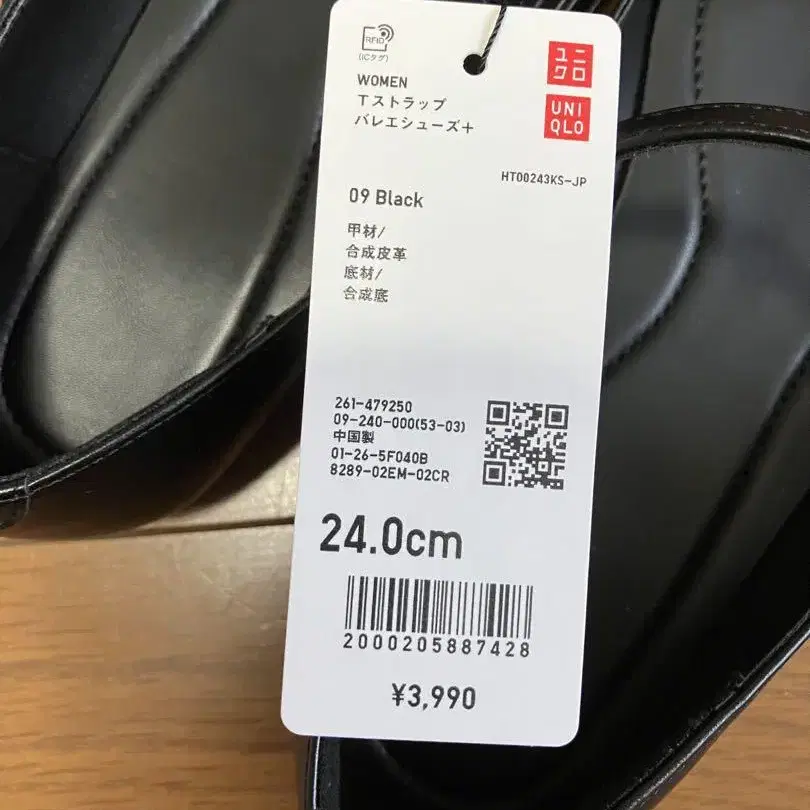 RFID
(ICタグ)
WOMEN
Tストラップ
バレエシューズ+
ユニ
クロ
UNI
QLO
HT00243KS-JP
09 Black
甲材/
合成皮革
底材/
合成底
261-479250
09-240-000(53-03)
中国製
01-26-5F040B
8289-02EM-02CR
24.0cm
2000205887428
¥3,990